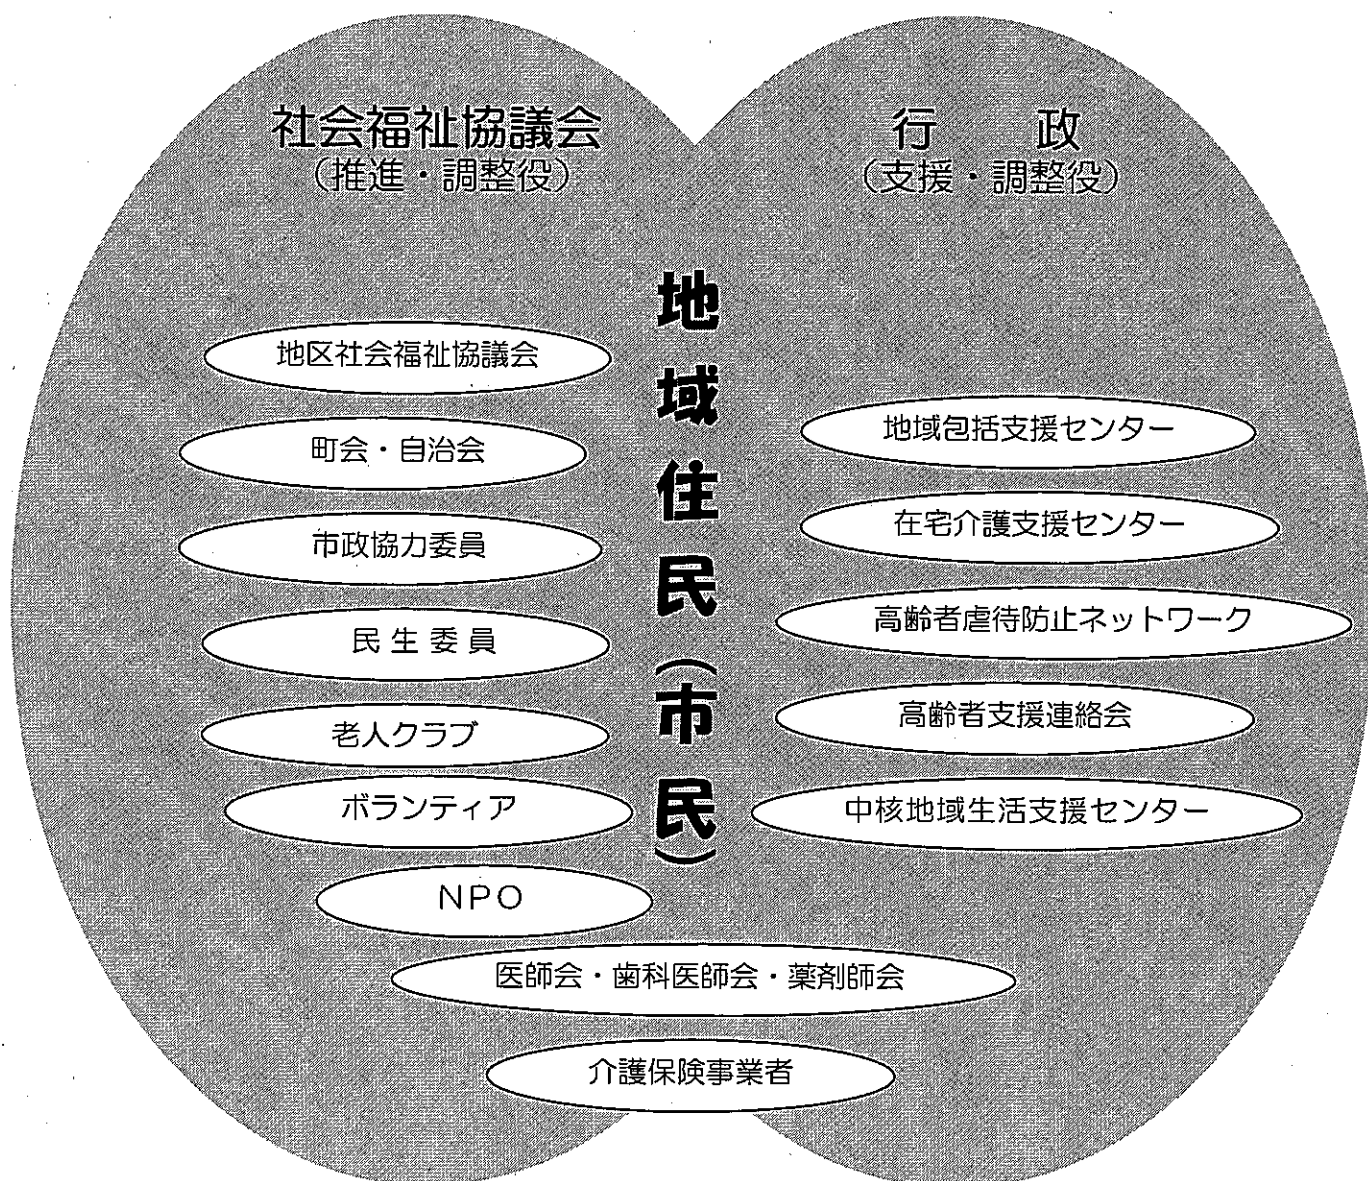 社会福祉協議会
（推進・調整役）
行　政
（支援・調整役）
地域住民（市民）
地区社会福祉協議会
町会・自治会
市政協力委員
民生委員
老人クラブ
ボランティア
NPO
地域包括支援センター
在宅介護支援センター
高齢者虐待防止ネットワーク
高齢者支援連絡会
中核地域生活支援センター
医師会・歯科医師会・薬剤師会
介護保険事業者